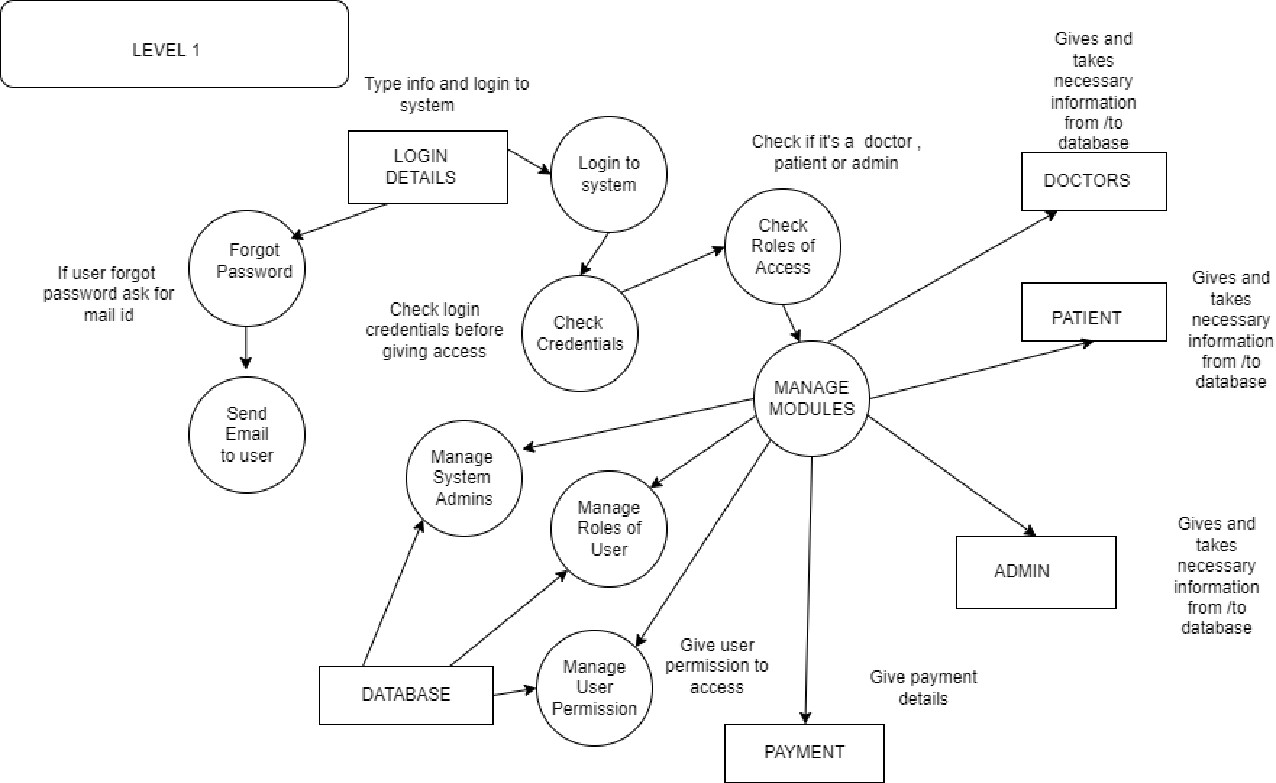 LEVEL 1
Type info and login to
system
LOGIN
DETAILS
Login to
system
Check if it's a doctor ,
patient or admin
Check
Roles of
Access
Gives and
takes
necessary
information
from /to
database
DOCTORS
Forgot
Password
If user forgot
password ask for
mail id
Check login
credentials before
giving access
Check
Credentials
PATIENT
Gives and
takes
necessary
information
from /to
database
MANAGE
MODULES
Send
Email
to user
Manage
System
Admins
Manage
Roles of
User
ADMIN
Gives and
takes
necessary
information
from /to
database
DATABASE
Manage
User
Permission
Give user
permission to
access
Give payment
details
PAYMENT